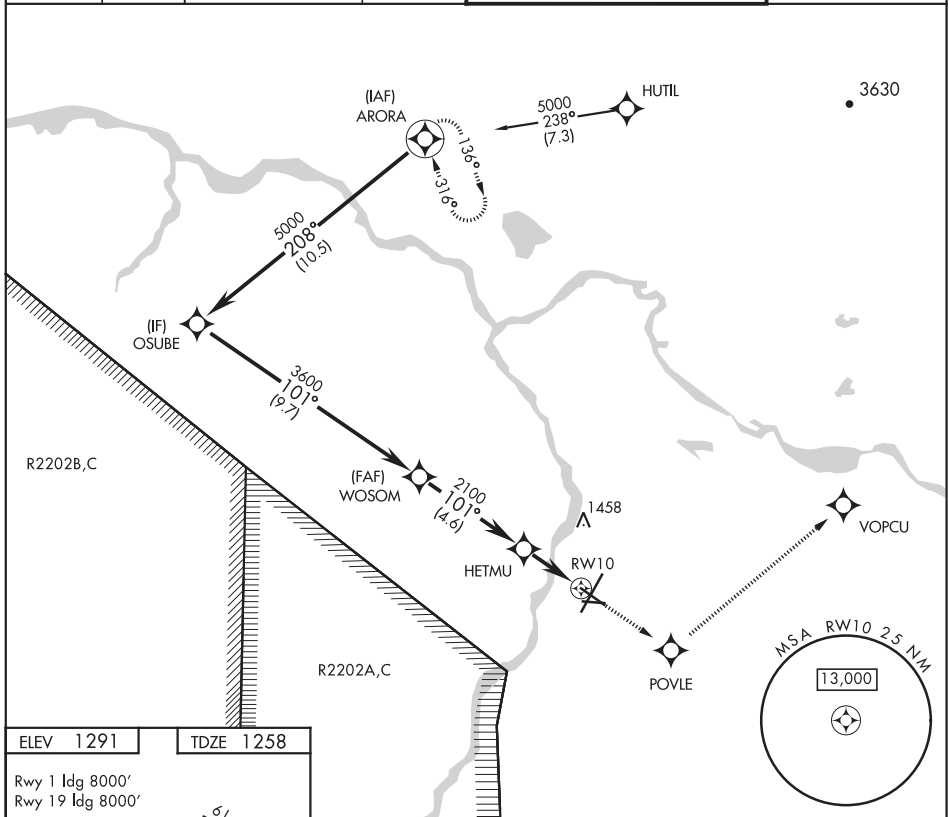 (IAF)
ARORA
5000
238°
(7.3)
HUTIL
3630
136°
316°
5000
208°
(10.5)
(IF)
OSUBE
3600
101°
(9.7)
R2202B,C
(FAF)
WOSOM
2100
101°
(4.6)
1458
VOPCU
HETMU
RW10
POVLE
R2202A,C
MSA RW10 25 NM
13,000
ELEV 1291
TDZE 1258
Rwy 1 ldg 8000'
Rwy 19 ldg 8000'
19